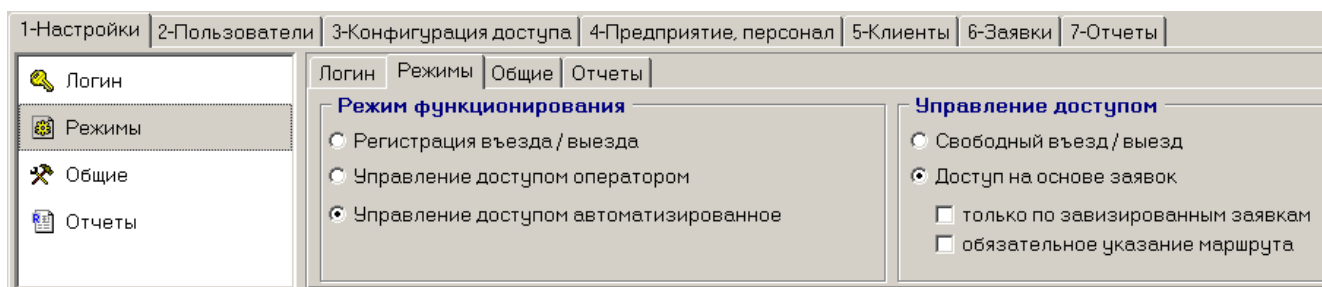 1-Настройки 2-Пользователи 3-Конфигурация доступа 4-Предприятие, персонал 5-Клиенты 6-Заявки 7-Отчеты
Логин
Режимы
Общие
Отчеты
Логин Режимы Общие Отчеты
Режим функционирования
Регистрация въезда / выезда
Управление доступом оператором
Управление доступом автоматизированное
Управление доступом
Свободный въезд / выезд
Доступ на основе заявок
только по завизированным заявкам
обязательное указание маршрута